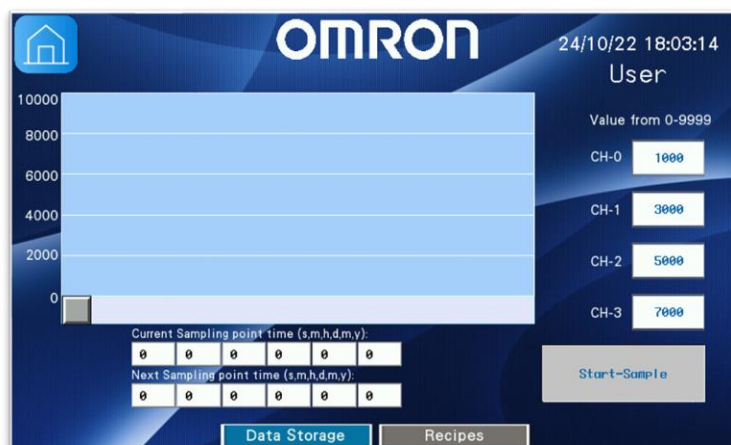 OMRON
24/10/22 18:03:14
User
10000
8000
6000
4000
2000
0
Value from 0-9999
CH-0 1000
CH-1 3000
CH-2 5000
CH-3 7000
Current Sampling point time (s,m,h,d,m,y):
0 0 0 0 0 0
Next Sampling point time (s,m,h,d,m,y):
0 0 0 0 0 0
Start-Sample
Data Storage Recipes